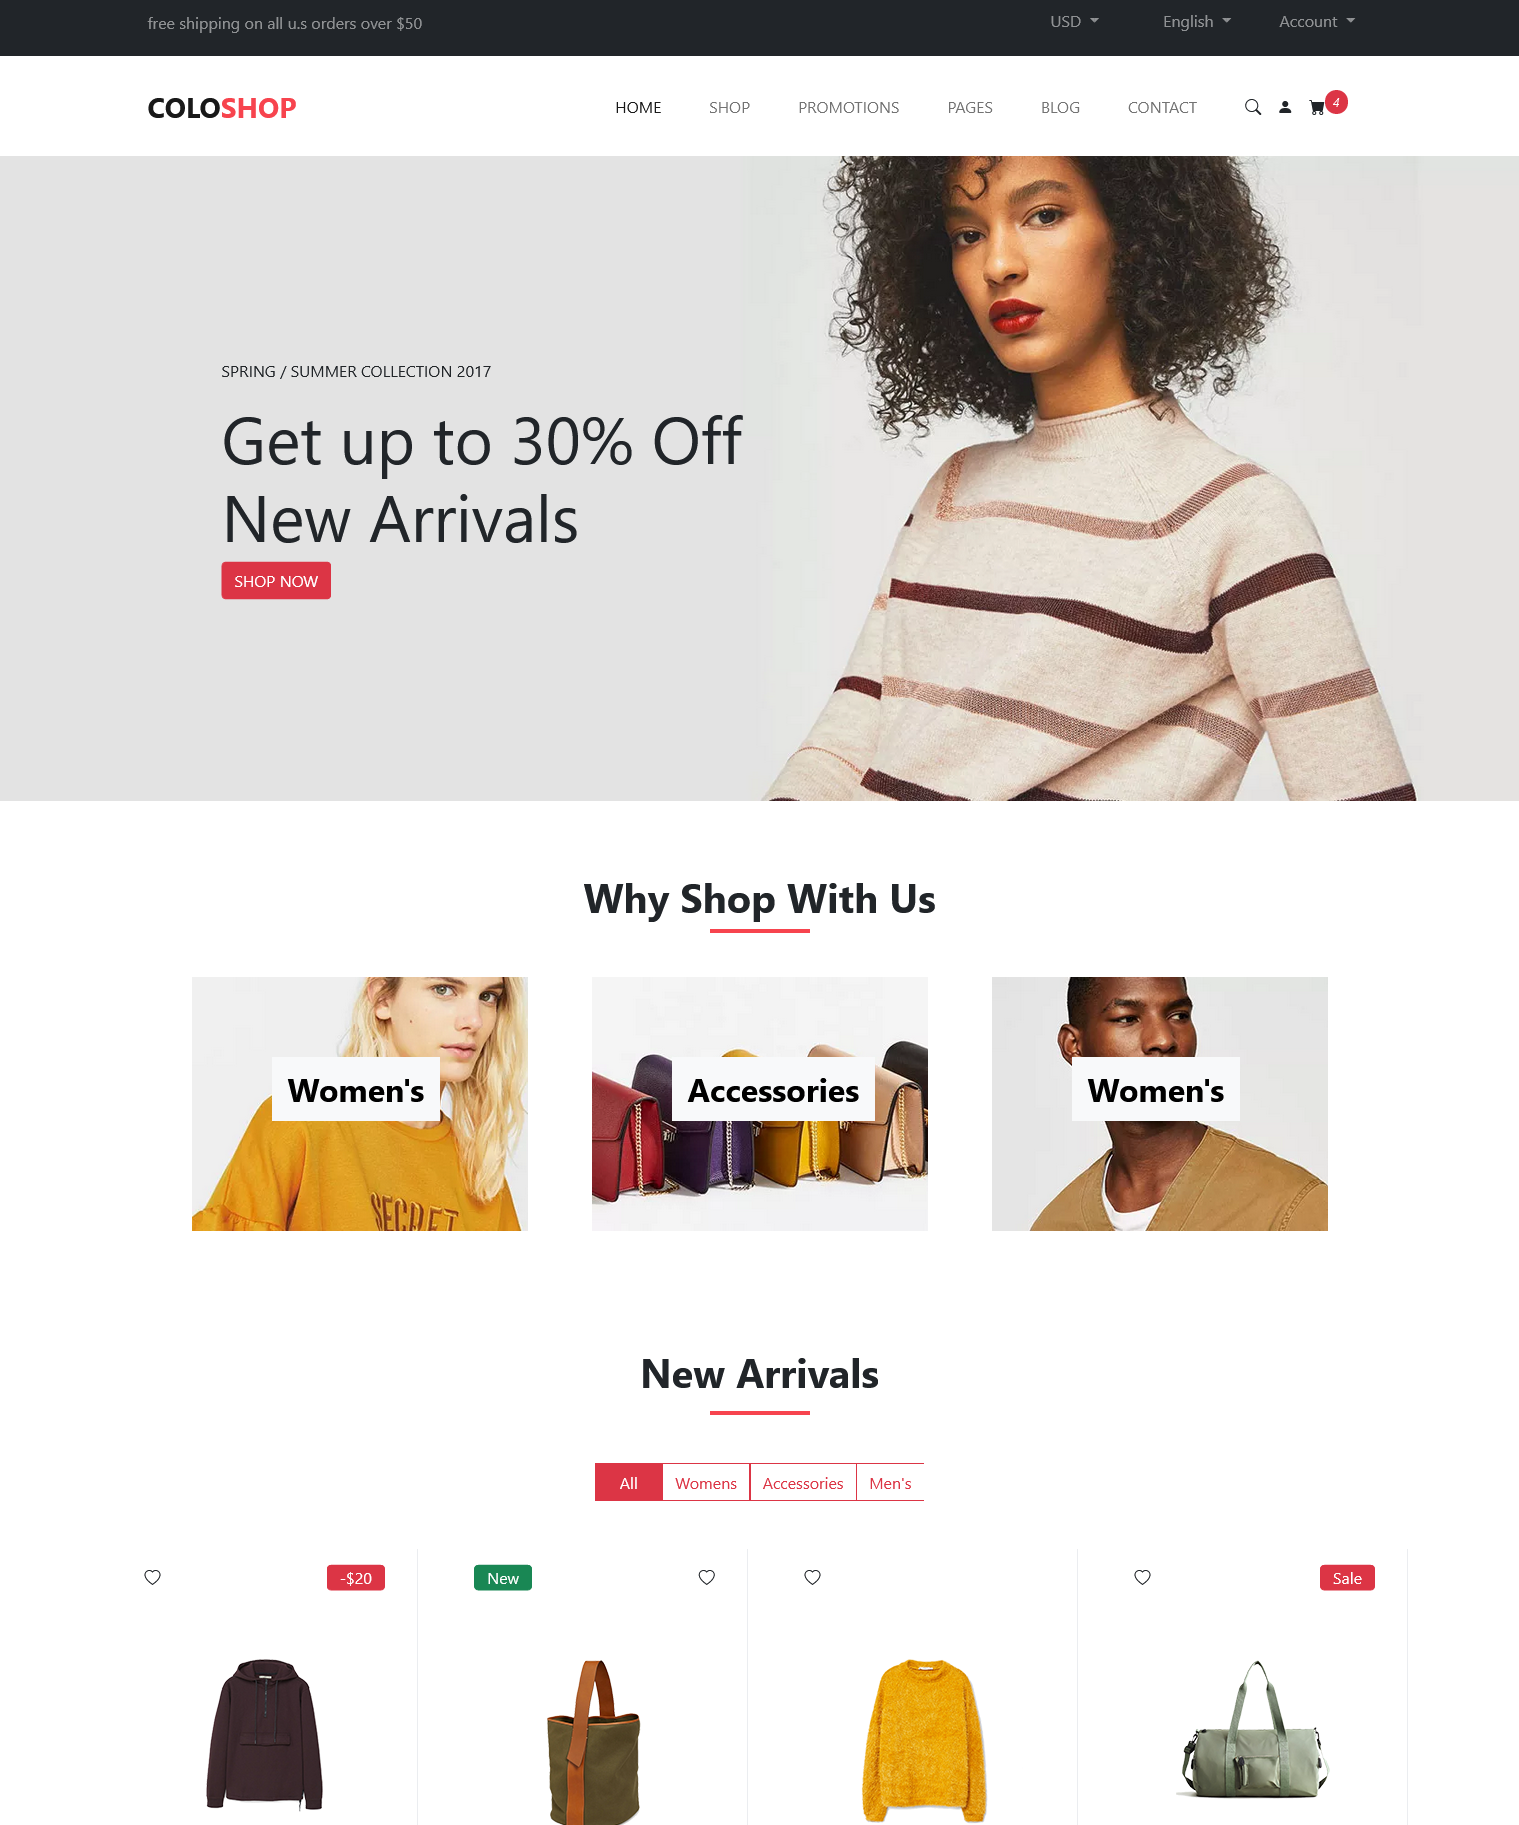 free shipping on all u.s orders over $50
USD
English
Account
COLOSHOP
HOME
SHOP
PROMOTIONS
PAGES
BLOG
CONTACT
4
SPRING / SUMMER COLLECTION 2017
Get up to 30% Off
New Arrivals
SHOP NOW
Why Shop With Us
Women's
Accessories
Women's
SECRET
New Arrivals
All
Womens
Accessories
Men's
-$20
New
Sale